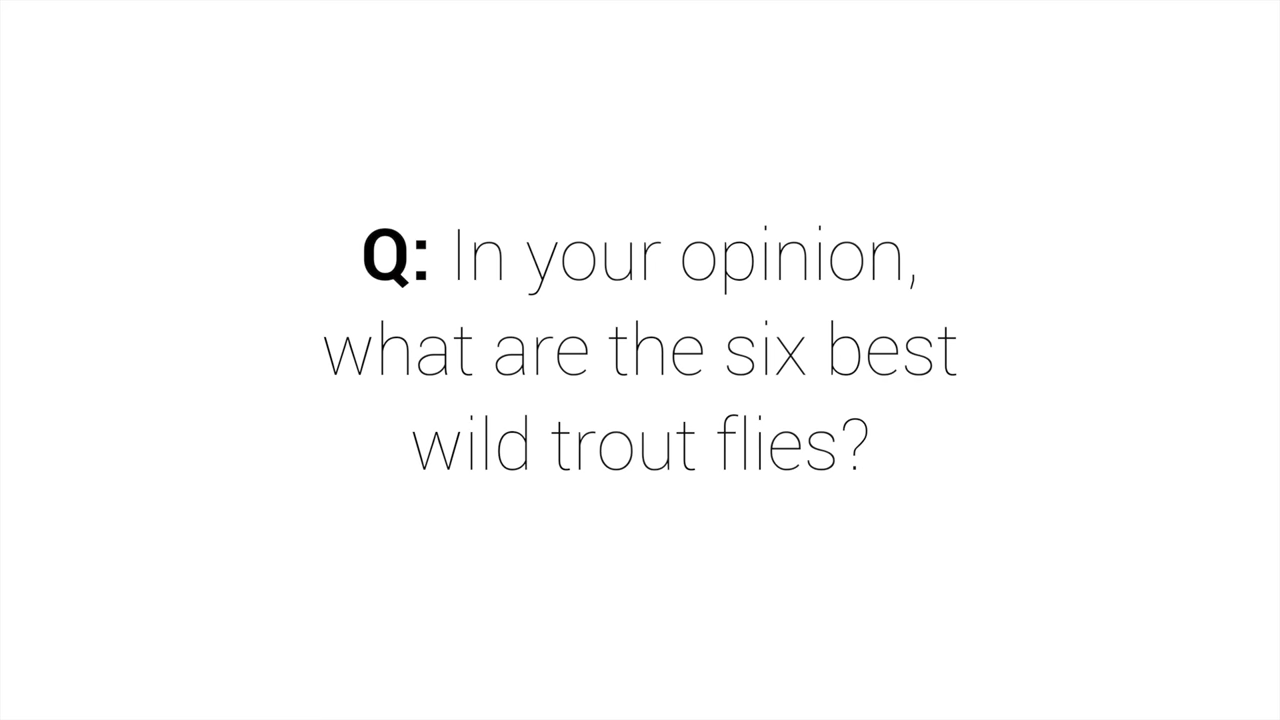 Q: In your opinion,
what are the six best
wild trout flies?